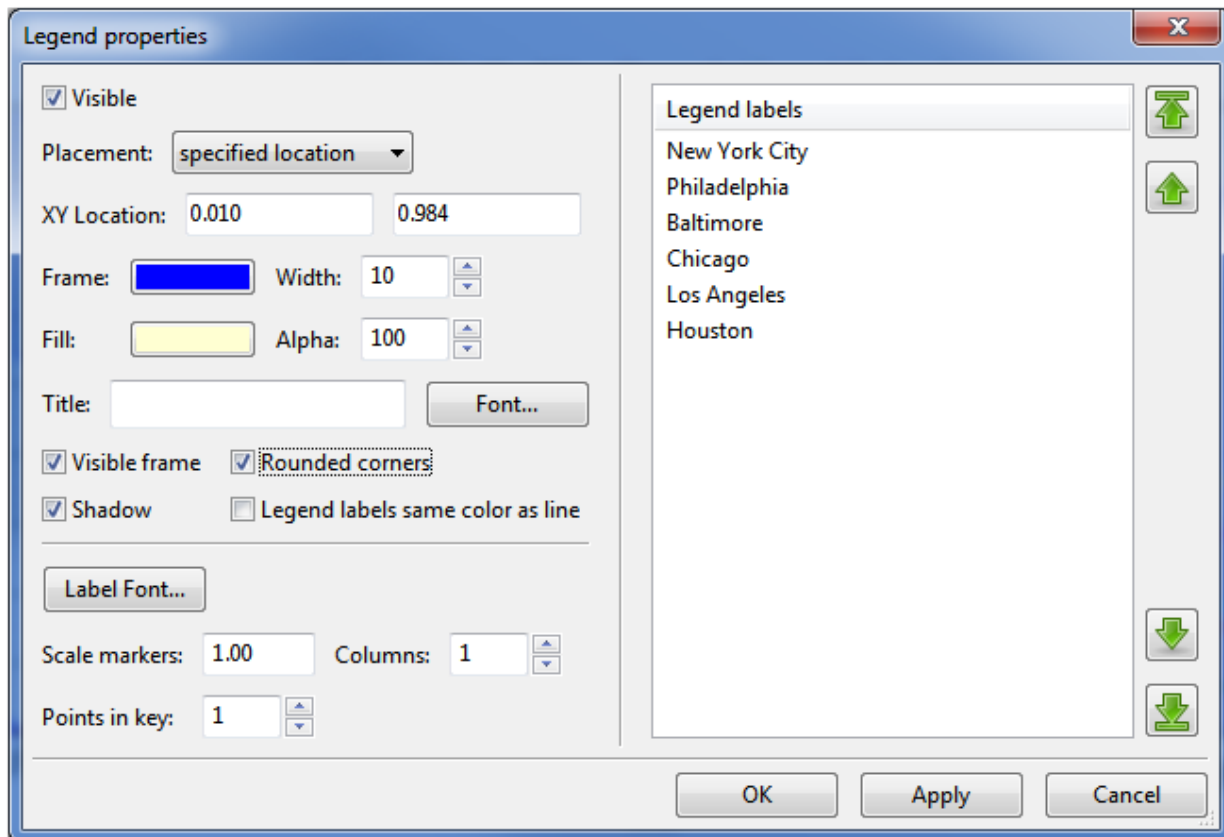 Legend properties
Visible
Placement: specified location
XY Location: 0.010 0.984
Frame: Width: 10
Fill: Alpha: 100
Title: Font...
Visible frame Rounded corners
Shadow Legend labels same color as line
Label Font...
Scale markers: 1.00 Columns: 1
Points in key: 1
Legend labels
New York City
Philadelphia
Baltimore
Chicago
Los Angeles
Houston
OK Apply Cancel